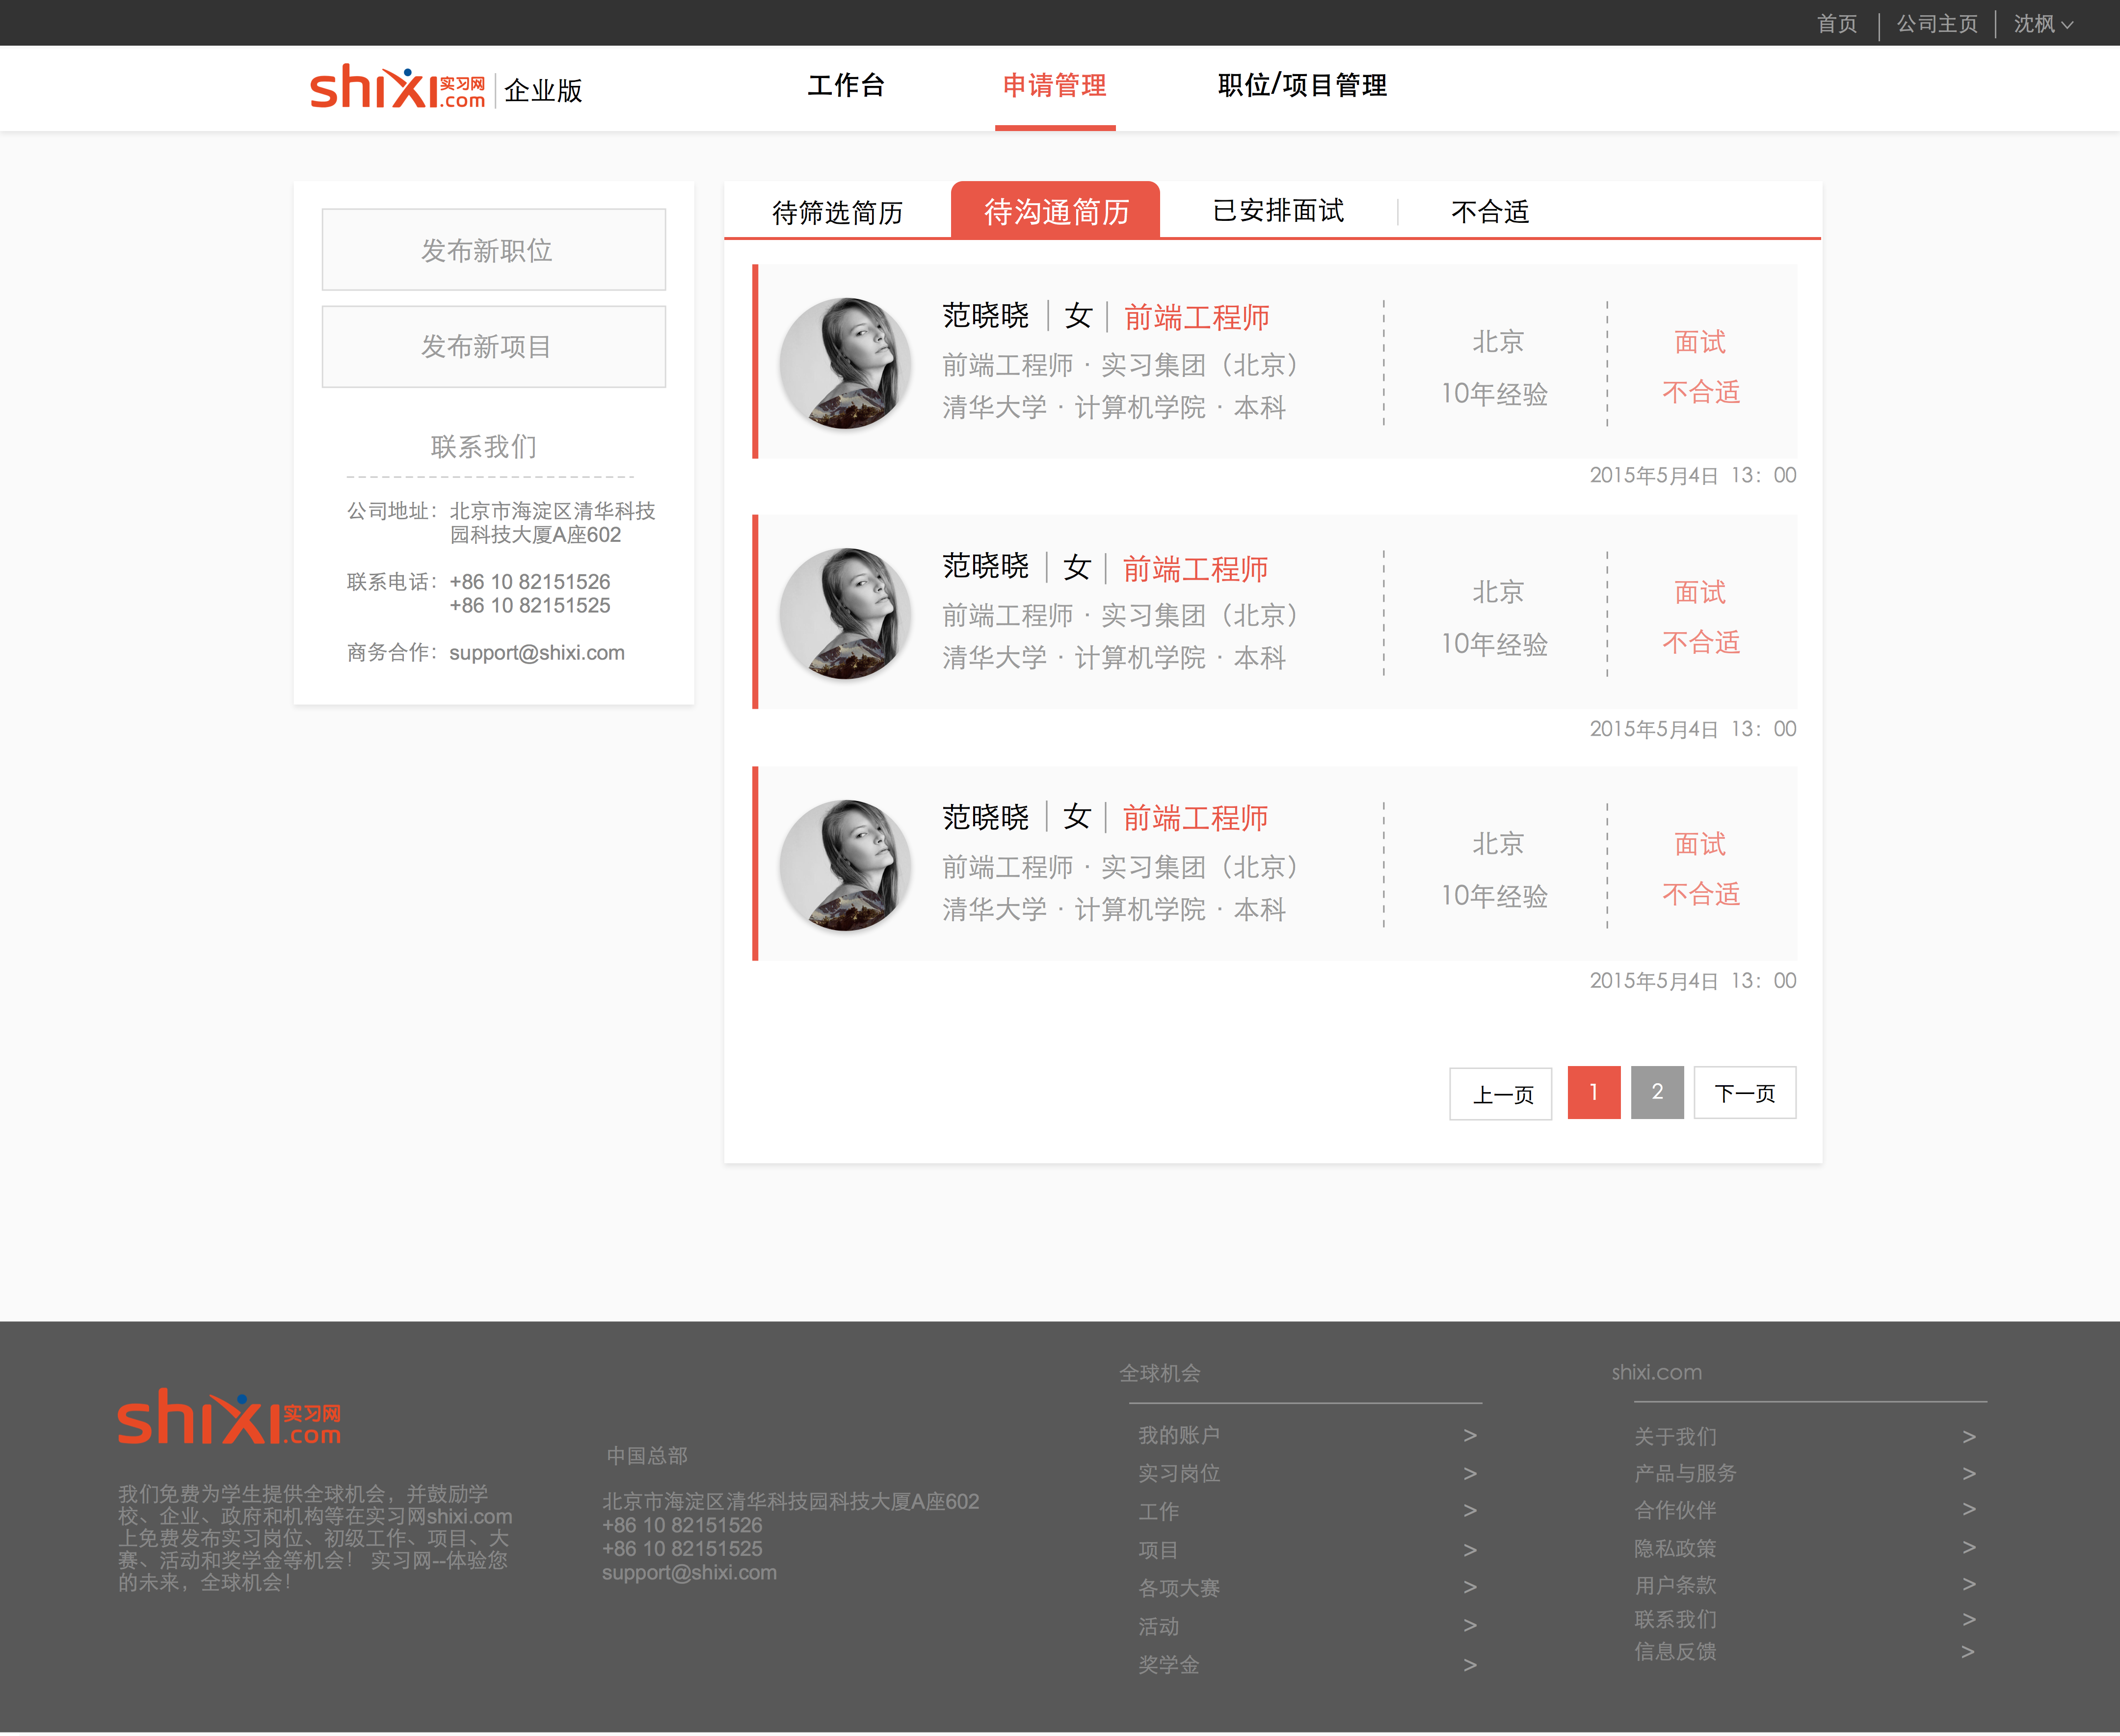 首页 | 公司主页 | 沈枫
shixi实习网.com | 企业版
工作台
申请管理
职位/项目管理
发布新职位
发布新项目
联系我们
公司地址：北京市海淀区清华科技
园科技大厦A座602
联系电话：+86 10 82151526
+86 10 82151525
商务合作：support@shixi.com
待筛选简历
待沟通简历
已安排面试
不合适
范晓晓 | 女 | 前端工程师
前端工程师 · 实习集团（北京）
清华大学 · 计算机学院 · 本科
北京
10年经验
面试
不合适
2015年5月4日 13：00
范晓晓 | 女 | 前端工程师
前端工程师 · 实习集团（北京）
清华大学 · 计算机学院 · 本科
北京
10年经验
面试
不合适
2015年5月4日 13：00
范晓晓 | 女 | 前端工程师
前端工程师 · 实习集团（北京）
清华大学 · 计算机学院 · 本科
北京
10年经验
面试
不合适
2015年5月4日 13：00
上一页 1 2 下一页
shixi实习网.com
我们免费为学生提供全球机会，并鼓励学
校、企业、政府和机构等在实习网shixi.com
上免费发布实习岗位、初级工作、项目、大
赛、活动和奖学金等机会！ 实习网--体验您
的未来，全球机会！
中国总部
北京市海淀区清华科技园科技大厦A座602
+86 10 82151526
+86 10 82151525
support@shixi.com
全球机会
我的账户 >
实习岗位 >
工作 >
项目 >
各项大赛 >
活动 >
奖学金 >
shixi.com
关于我们 >
产品与服务 >
合作伙伴 >
隐私政策 >
用户条款 >
联系我们 >
信息反馈 >